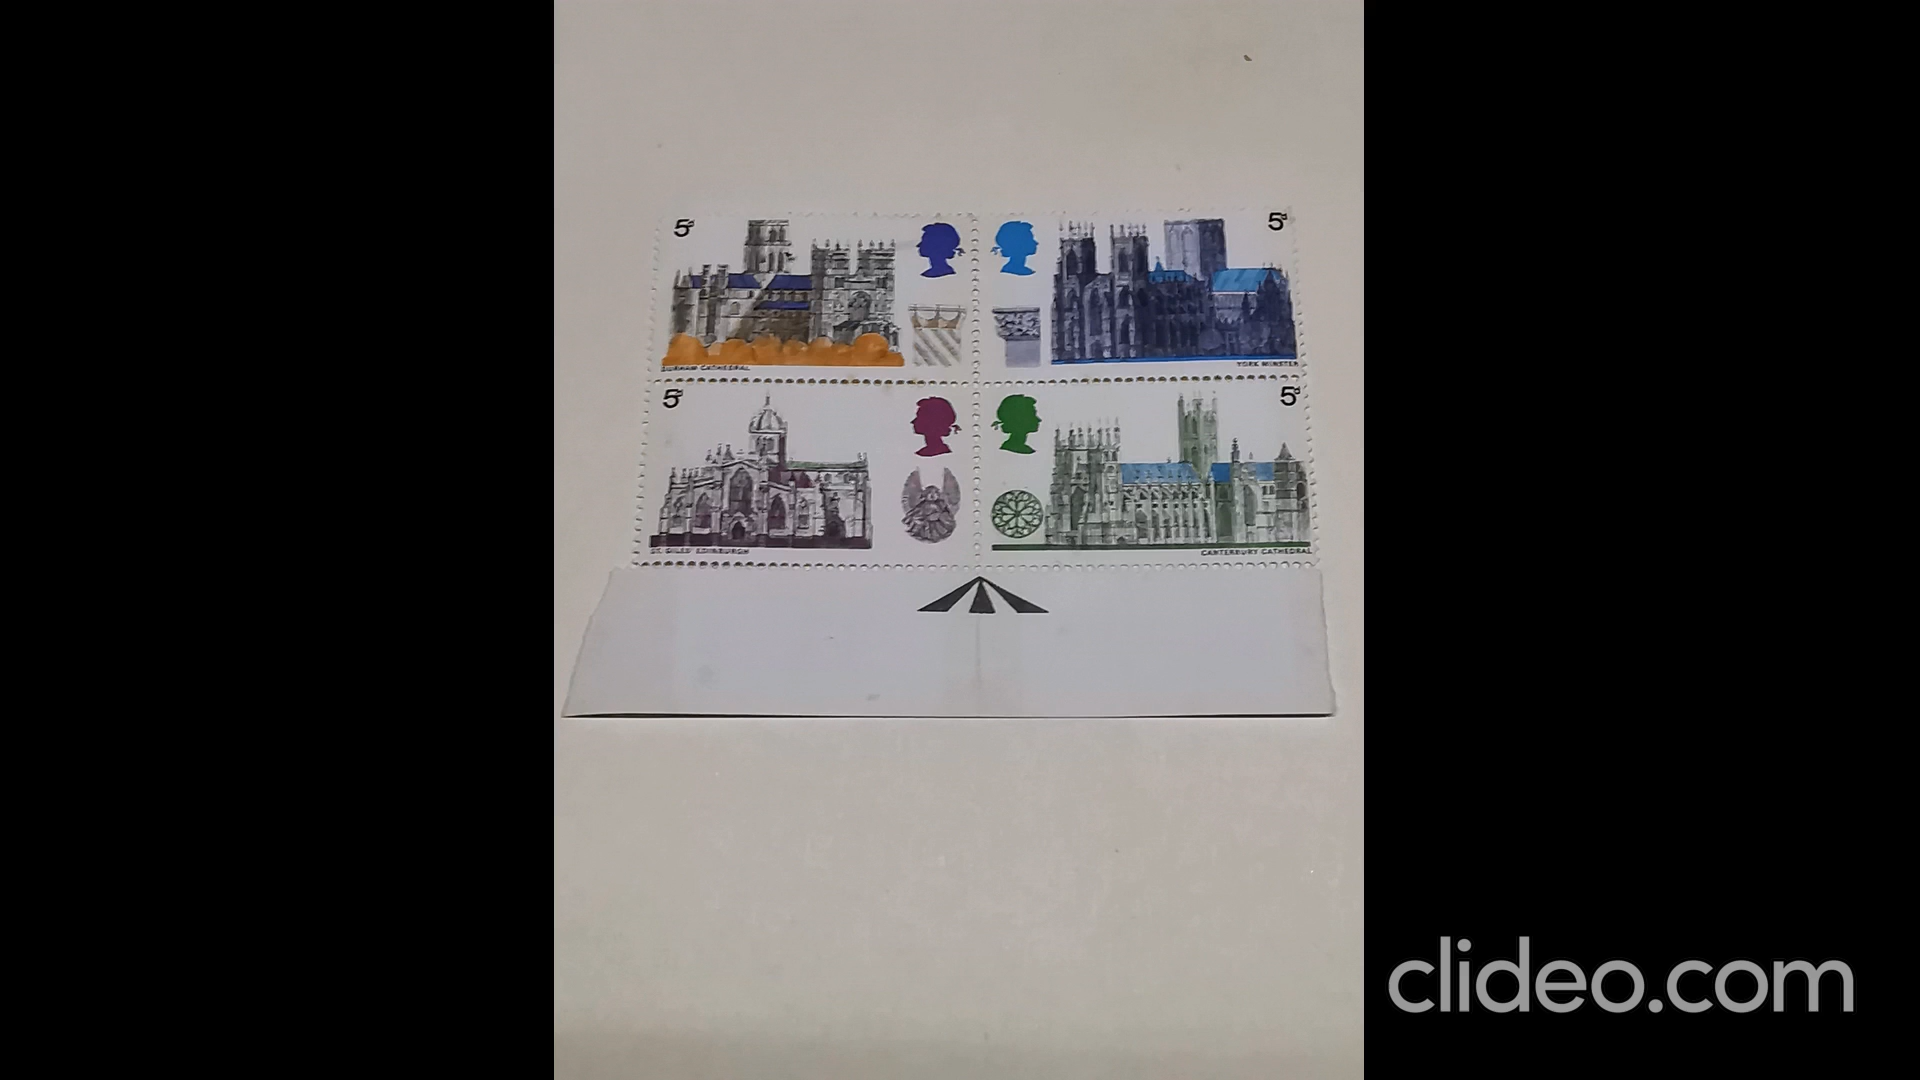 5d
5d
DURHAM CATHEDRAL
YORK MINSTER
5d
5d
ST. GILES' EDINBURGH
CANTERBURY CATHEDRAL
clideo.com